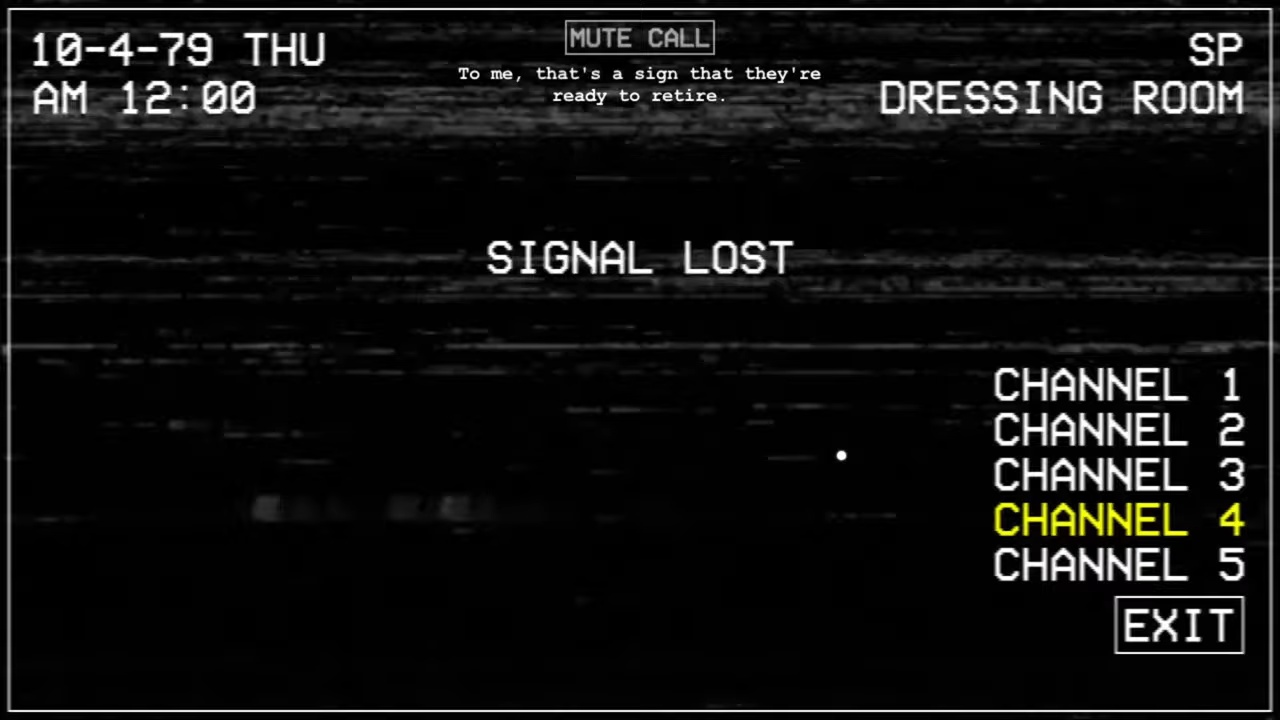 10-4-79 THU
AM 12:00
MUTE CALL
To me, that's a sign that they're
ready to retire.
SP
DRESSING ROOM
SIGNAL LOST
CHANNEL 1
CHANNEL 2
CHANNEL 3
CHANNEL 4
CHANNEL 5
EXIT